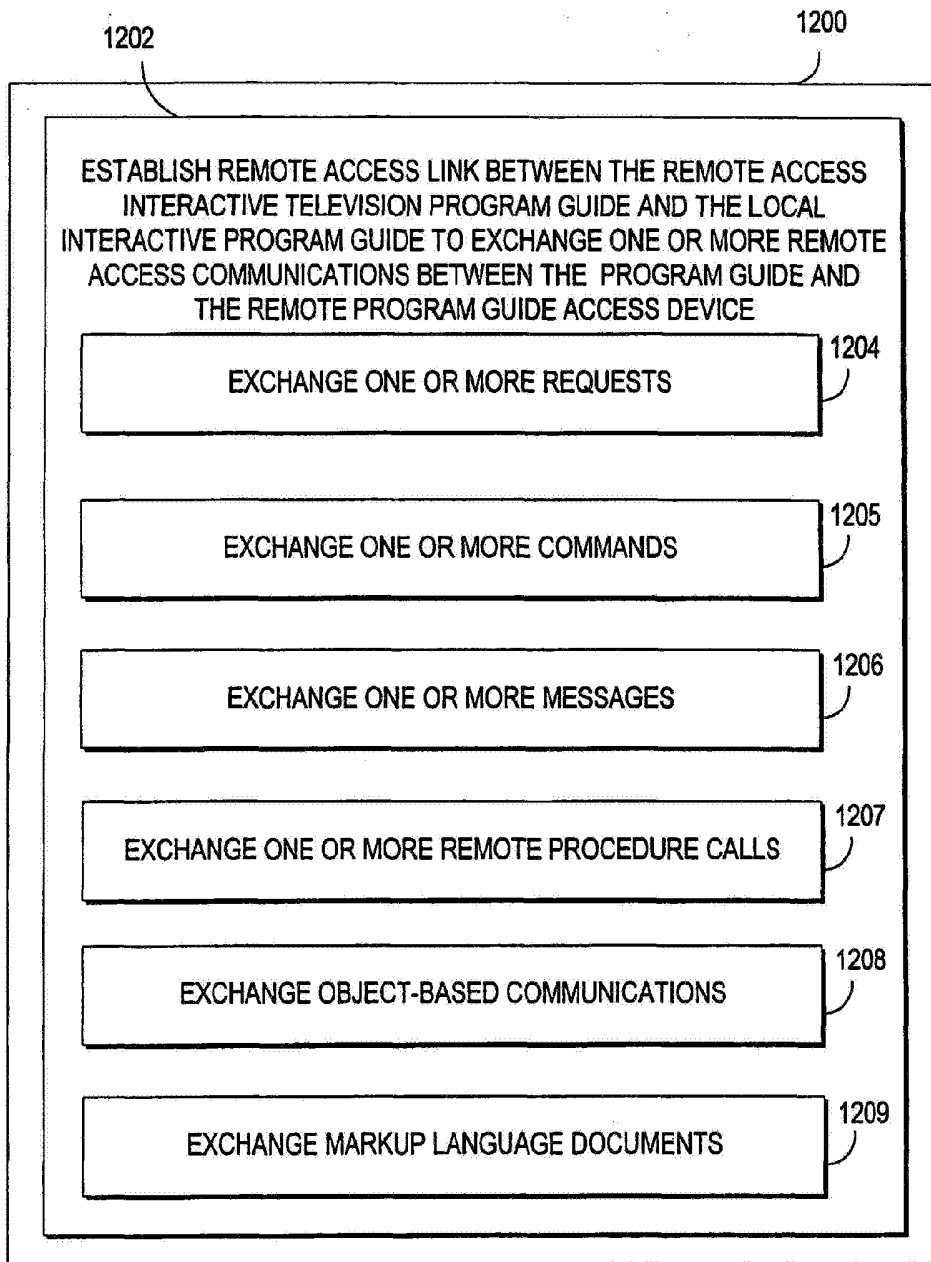 1202
1200
ESTABLISH REMOTE ACCESS LINK BETWEEN THE REMOTE ACCESS
INTERACTIVE TELEVISION PROGRAM GUIDE AND THE LOCAL
INTERACTIVE PROGRAM GUIDE TO EXCHANGE ONE OR MORE REMOTE
ACCESS COMMUNICATIONS BETWEEN THE PROGRAM GUIDE AND
THE REMOTE PROGRAM GUIDE ACCESS DEVICE
1204
EXCHANGE ONE OR MORE REQUESTS
1205
EXCHANGE ONE OR MORE COMMANDS
1206
EXCHANGE ONE OR MORE MESSAGES
1207
EXCHANGE ONE OR MORE REMOTE PROCEDURE CALLS
1208
EXCHANGE OBJECT-BASED COMMUNICATIONS
1209
EXCHANGE MARKUP LANGUAGE DOCUMENTS